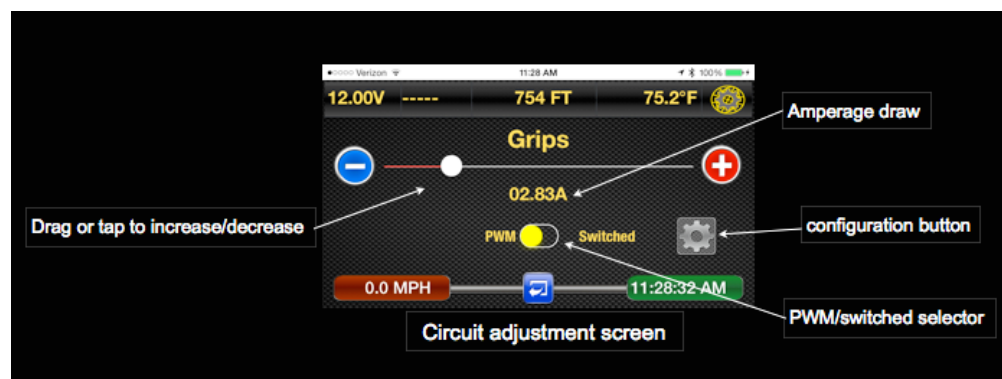 Verizon 11:28 AM 100%
12.00V ----- 754 FT 75.2°F
Amperage draw
Grips
02.83A
Drag or tap to increase/decrease
PWM Switched
configuration button
0.0 MPH 11:28:32 AM
PWM/switched selector
Circuit adjustment screen